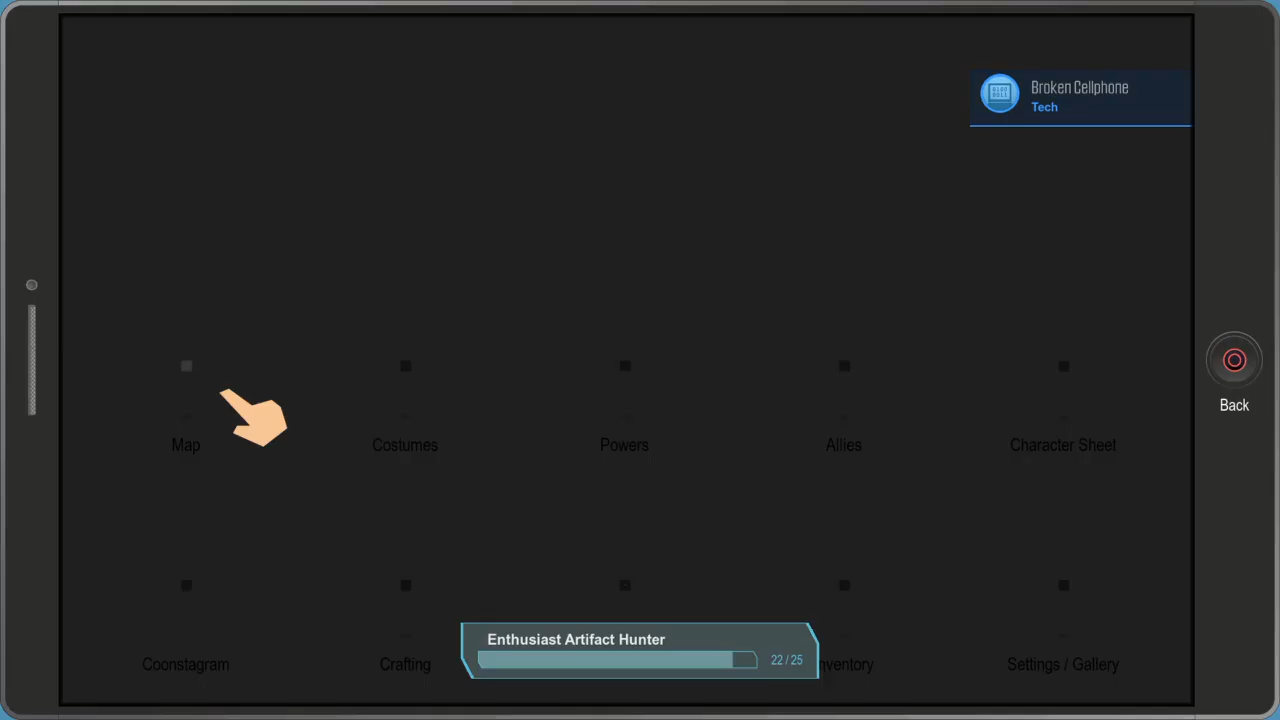 Broken Cellphone
Tech
Back
Map
Costumes
Powers
Allies
Character Sheet
Enthusiast Artifact Hunter
22 / 25
Coonstagram
Crafting
nventory
Settings / Gallery